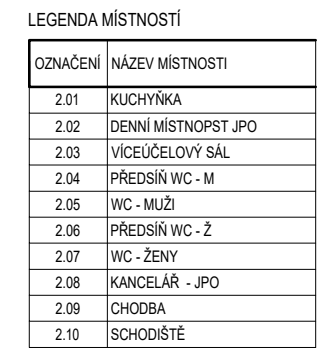 LEGENDA MÍSTNOSTÍ
OZNAČENÍ NÁZEV MÍSTNOSTI
2.01 KUCHYŇKA
2.02 DENNÍ MÍSTNOPST JPO
2.03 VÍCEÚČELOVÝ SÁL
2.04 PŘEDSÍŇ WC - M
2.05 WC - MUŽI
2.06 PŘEDSÍŇ WC - Ž
2.07 WC - ŽENY
2.08 KANCELÁŘ - JPO
2.09 CHODBA
2.10 SCHODIŠTĚ